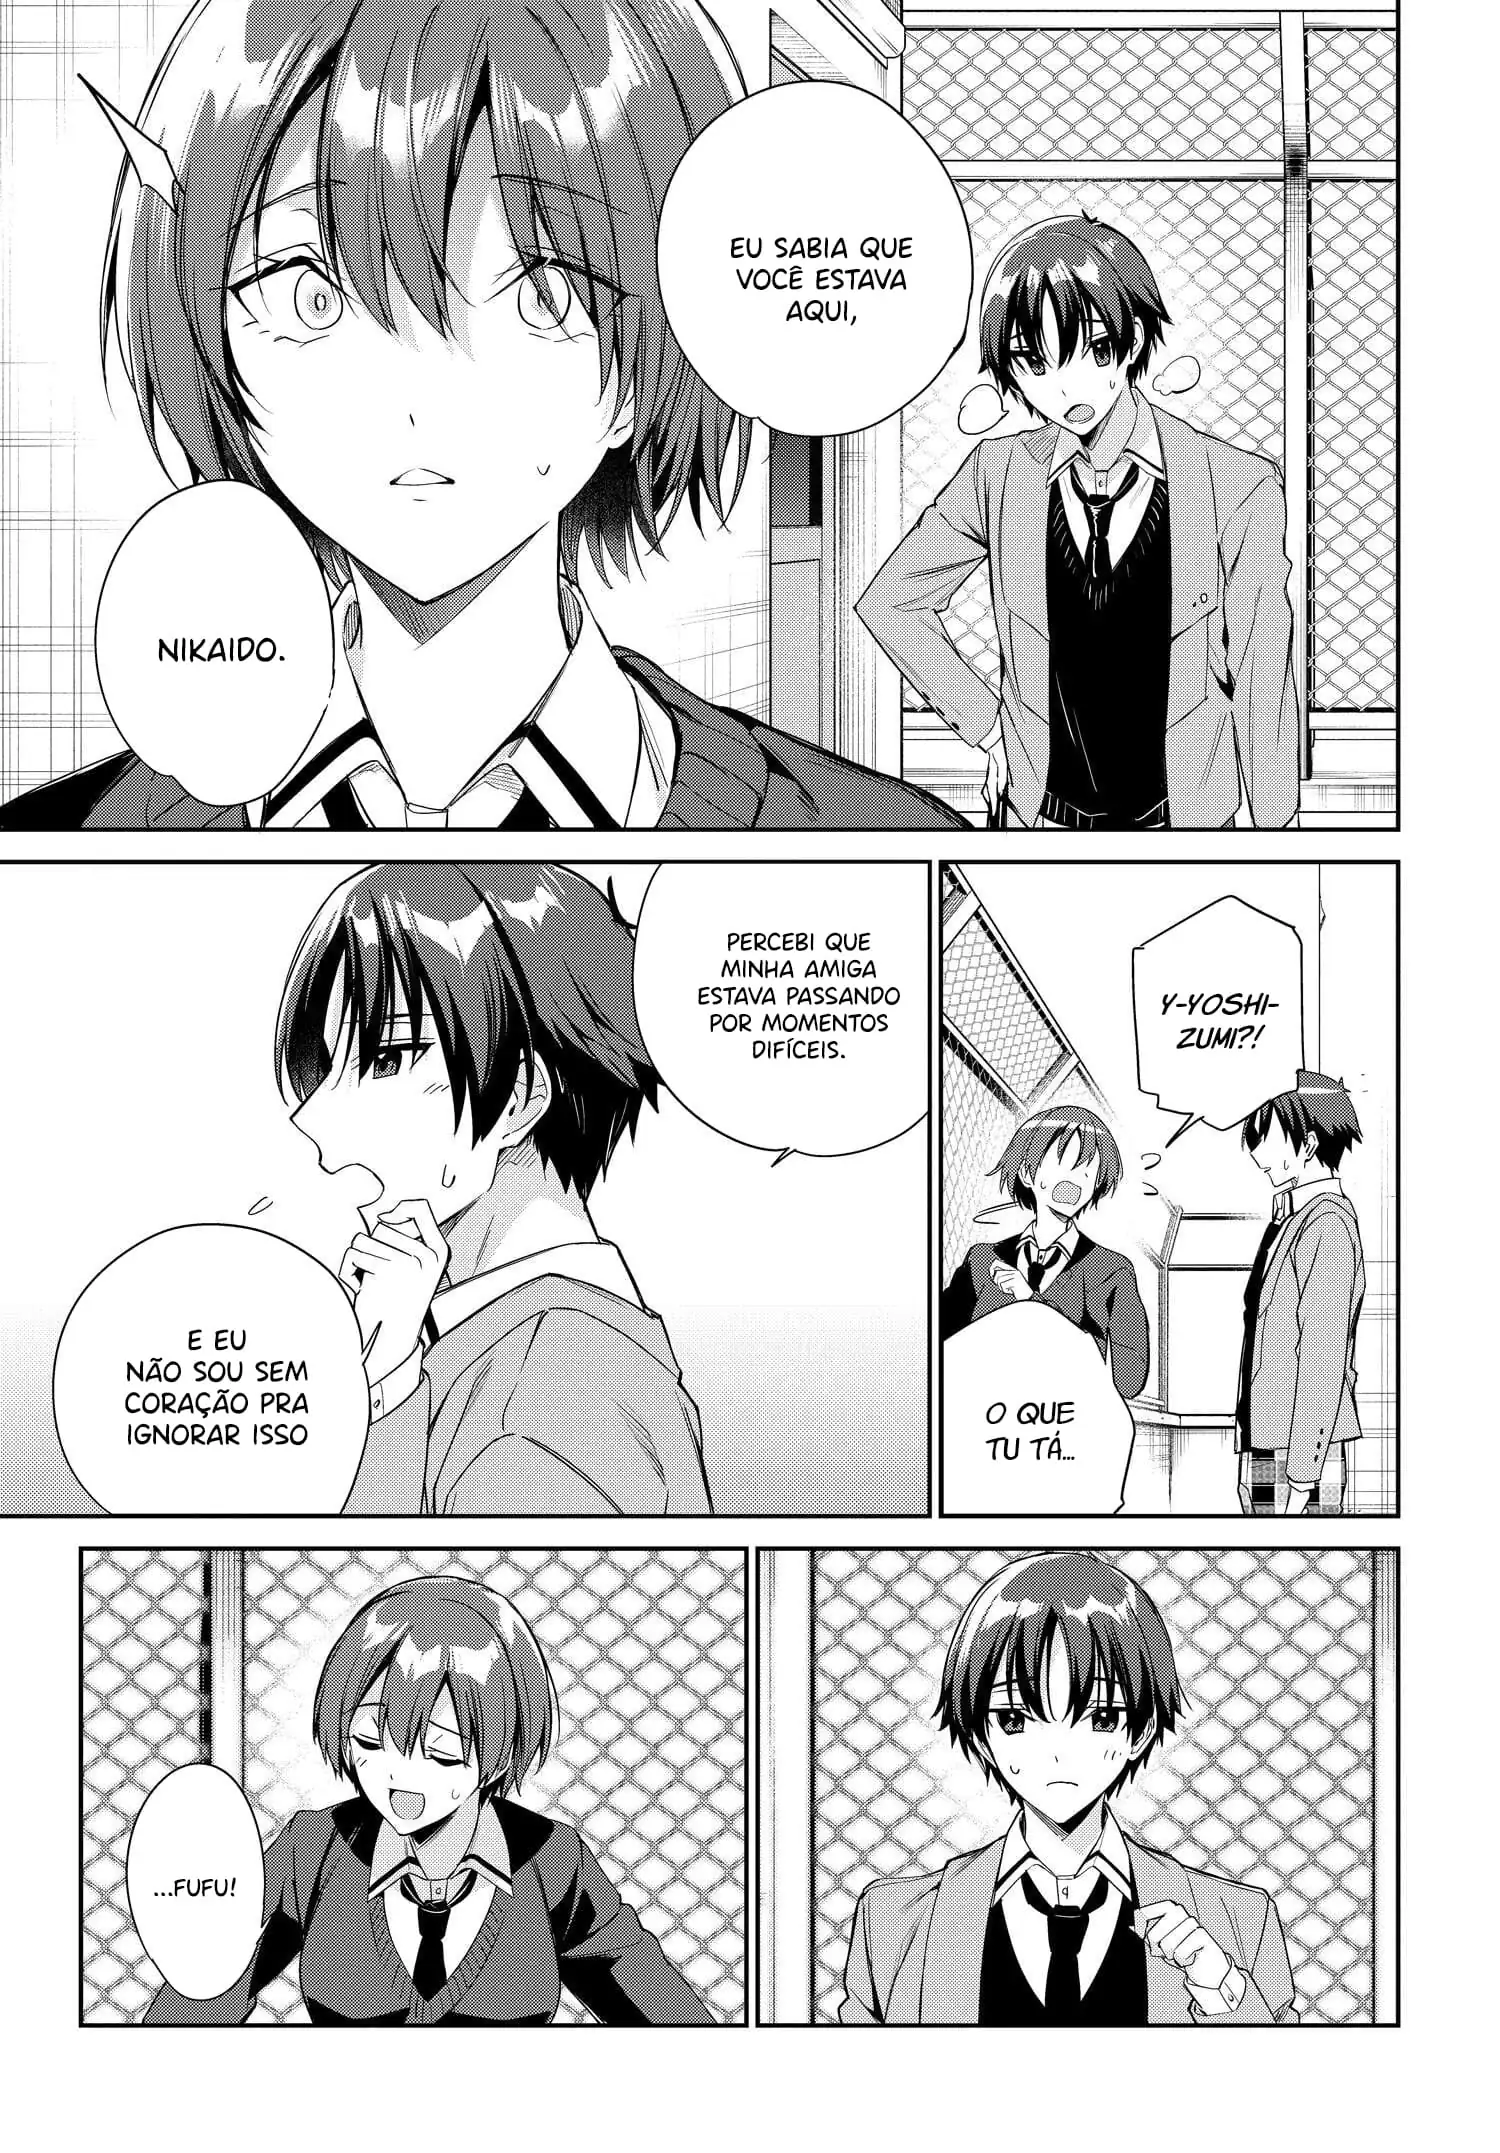 EU SABIA QUE
VOCÊ ESTAVA
AQUI,
NIKAIDO.
Y-YOSHI-
ZUMI?!
O QUE
TU TÁ...
PERCEBI QUE
MINHA AMIGA
ESTAVA PASSANDO
POR MOMENTOS
DIFÍCEIS.
E EU
NÃO SOU SEM
CORAÇÃO PRA
IGNORAR ISSO
...FUFU!